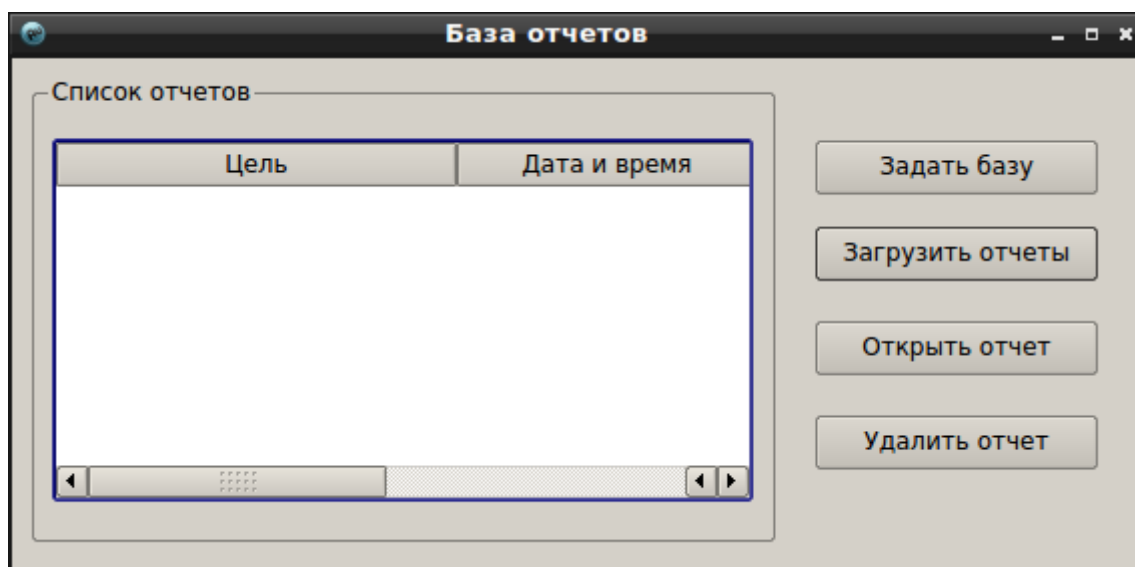 База отчетов
Список отчетов
Цель
Дата и время
Задать базу
Загрузить отчеты
Открыть отчет
Удалить отчет